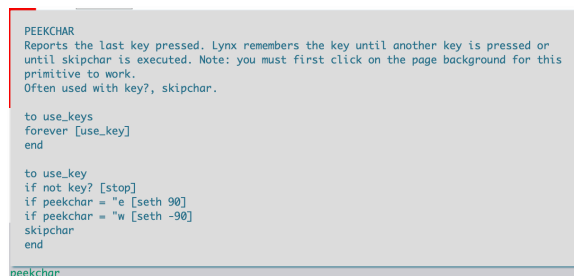 PEEKCHAR
Reports the last key pressed. Lynx remembers the key until another key is pressed or
until skipchar is executed. Note: you must first click on the page background for this
primitive to work.
Often used with key?, skipchar.
to use_keys
forever [use_key]
end
to use_key
if not key? [stop]
if peekchar = "e [seth 90]
if peekchar = "w [seth -90]
skipchar
end
peekchar